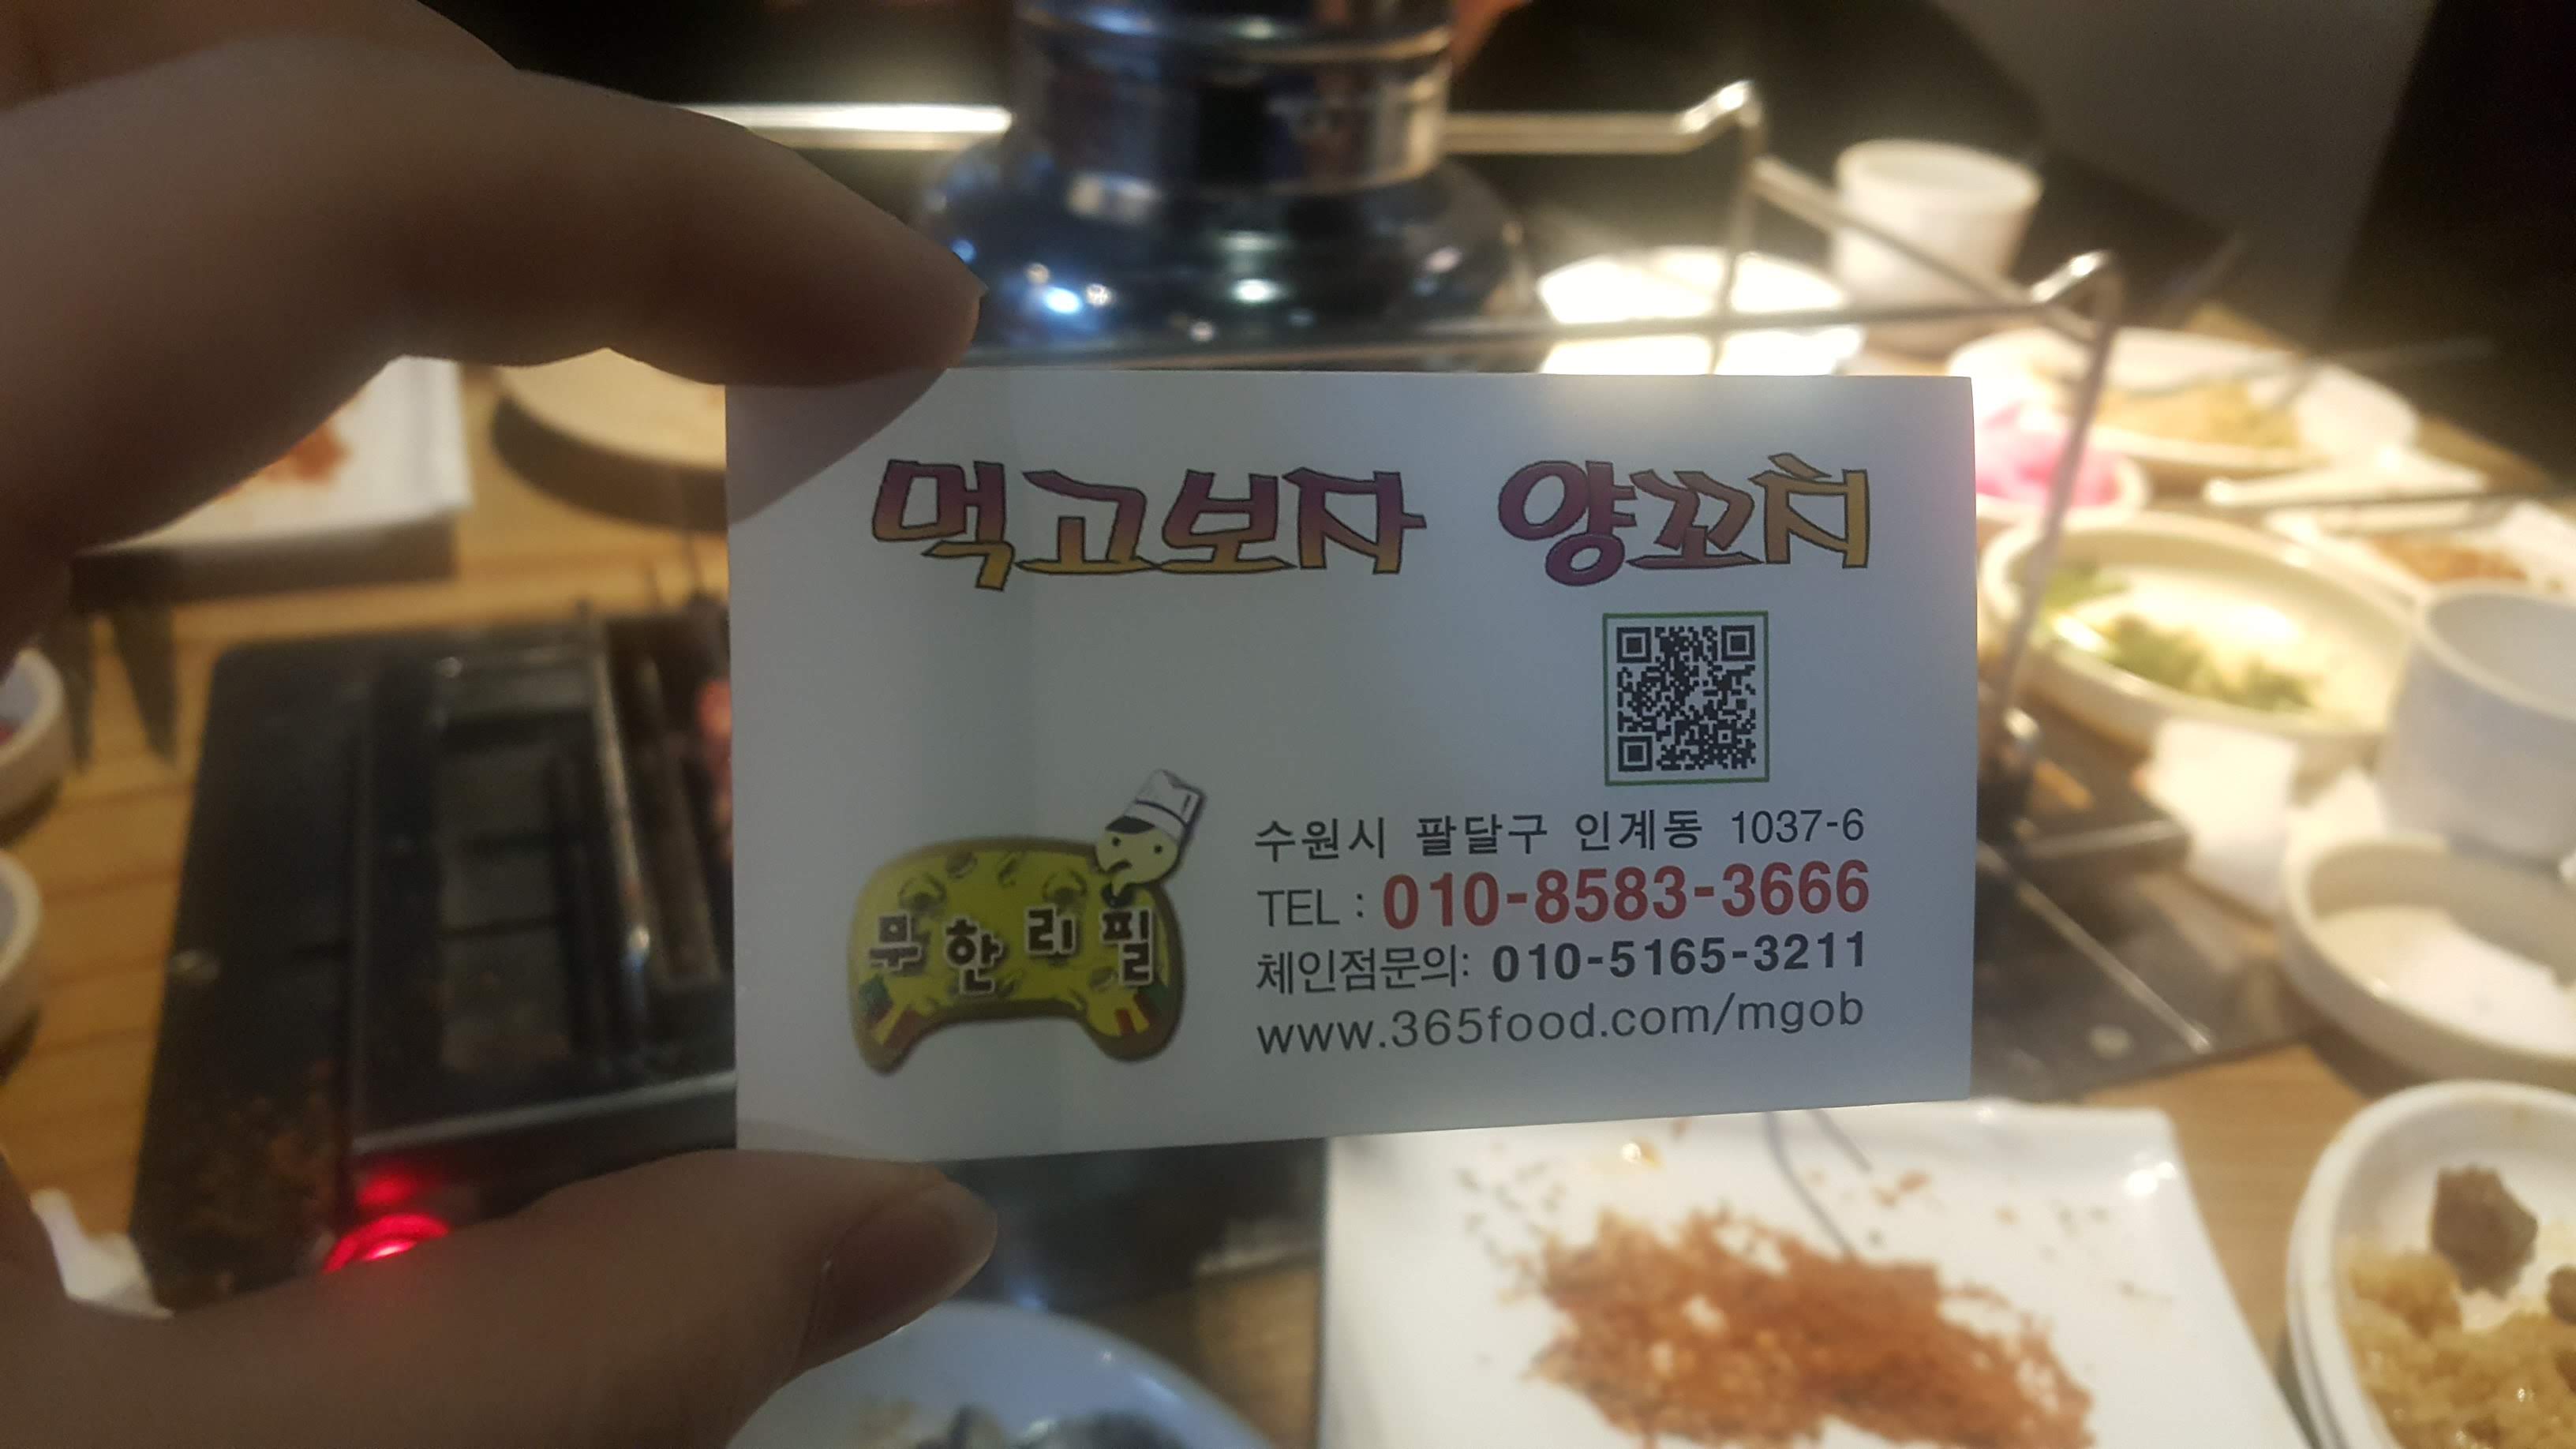 먹고보자 양꼬치
무한리필
수원시 팔달구 인계동 1037-6
TEL : 010-8583-3666
체인점문의: 010-5165-3211
www.365food.com/mgob